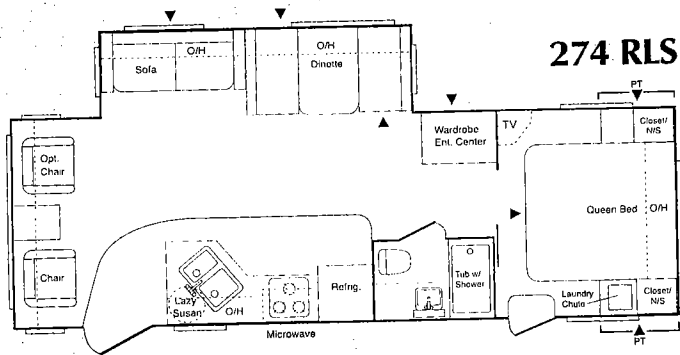 274 RLS
PT
O/H
Sofa
O/H
Dinotte
Wardrobe
Ent. Center
TV
Closet/
N/S
Opt.
Chair
Queen Bed
O/H
Chair
Lazy
Susan
O/H
Refrig.
Tub w/
Shower
Laundry
Chute
Closet/
N/S
Microwave
PT